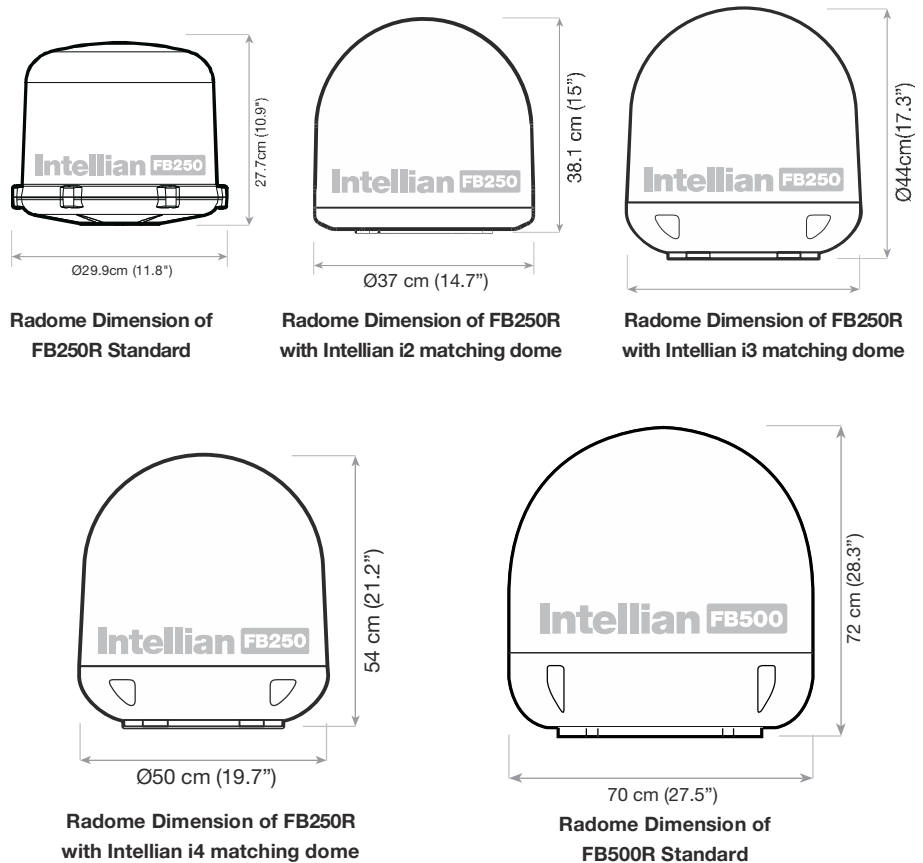 Intellian FB250
27.7cm (10.9")
Ø29.9cm (11.8")
Radome Dimension of
FB250R Standard
Intellian FB250
38.1 cm (15”)
Ø37 cm (14.7”)
Radome Dimension of FB250R
with Intellian i2 matching dome
Intellian FB250
Ø44cm(17.3”)
Radome Dimension of FB250R
with Intellian i3 matching dome
Intellian FB250
54 cm (21.2”)
Ø50 cm (19.7”)
Radome Dimension of FB250R
with Intellian i4 matching dome
Intellian FB500
72 cm (28.3”)
70 cm (27.5”)
Radome Dimension of
FB500R Standard